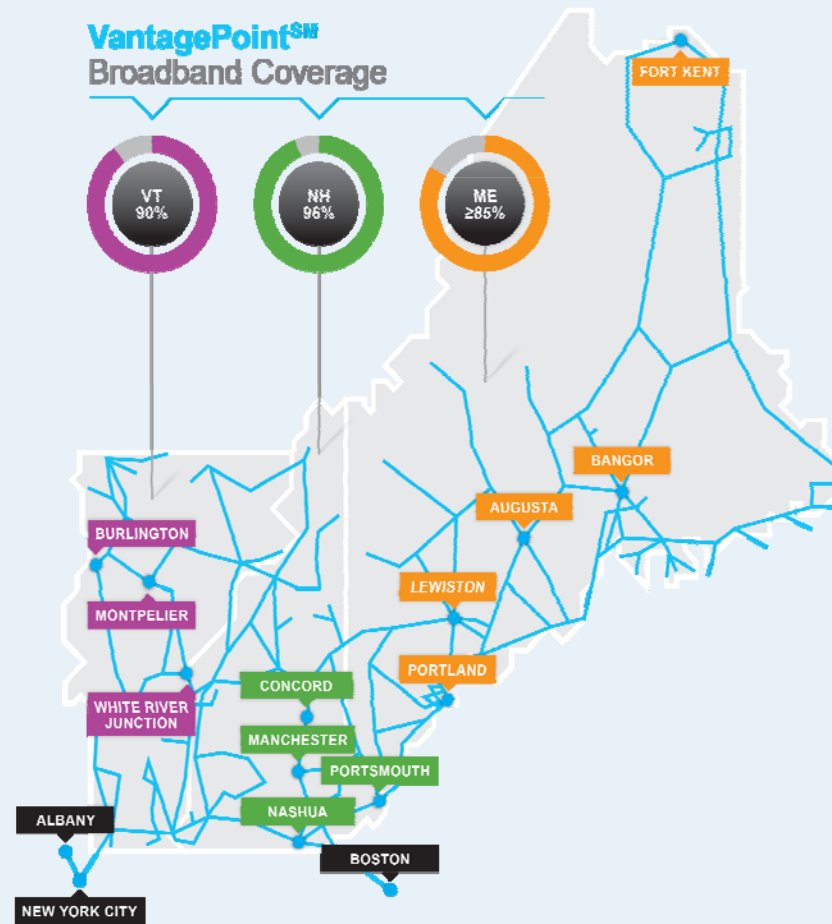 VantagePoint℠
Broadband Coverage
VT
90%
NH
96%
ME
≥85%
FORT KENT
BANGOR
AUGUSTA
BURLINGTON
LEWISTON
MONTPELIER
PORTLAND
CONCORD
WHITE RIVER
JUNCTION
MANCHESTER
PORTSMOUTH
NASHUA
ALBANY
BOSTON
NEW YORK CITY